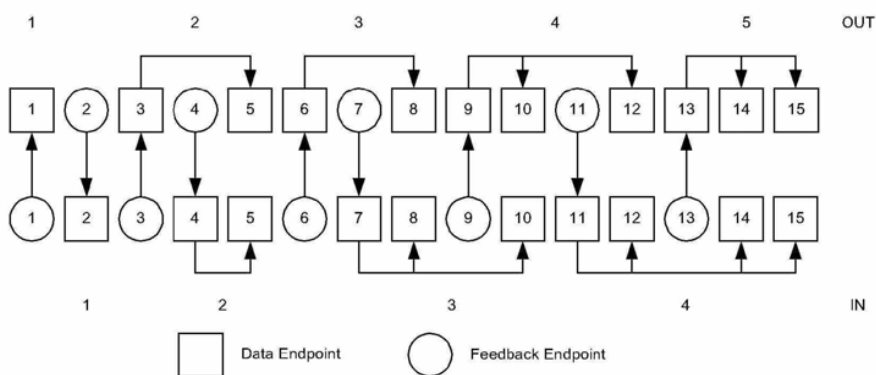 1 2 3 4 5 OUT
1 2 3 4 5 6 7 8 9 10 11 12 13 14 15
1 2 3 4 5 6 7 8 9 10 11 12 13 14 15
1 2 3 4 IN
Data Endpoint Feedback Endpoint